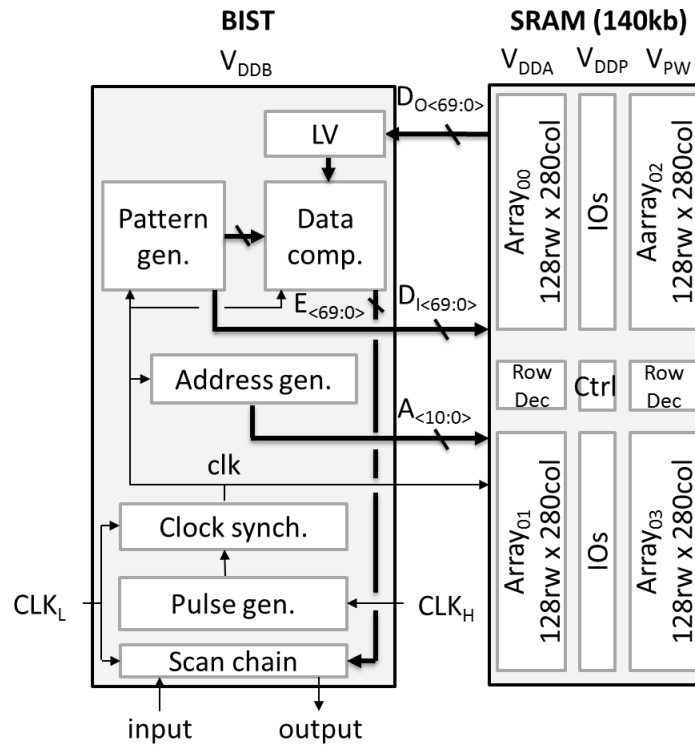 BIST
SRAM (140kb)
VDDB
VDDA
VDDP
VPW
DO<69:0>
LV
Pattern
gen.
Data
comp.
E<69:0>
DI<69:0>
Address gen.
A<10:0>
clk
Clock synch.
CLKL
Pulse gen.
CLKH
Scan chain
input
output
Array00
128rw x 280col
IOs
Aarray02
128rw x 280col
Row
Dec
Ctrl
Row
Dec
Array01
128rw x 280col
IOs
Array03
128rw x 280col